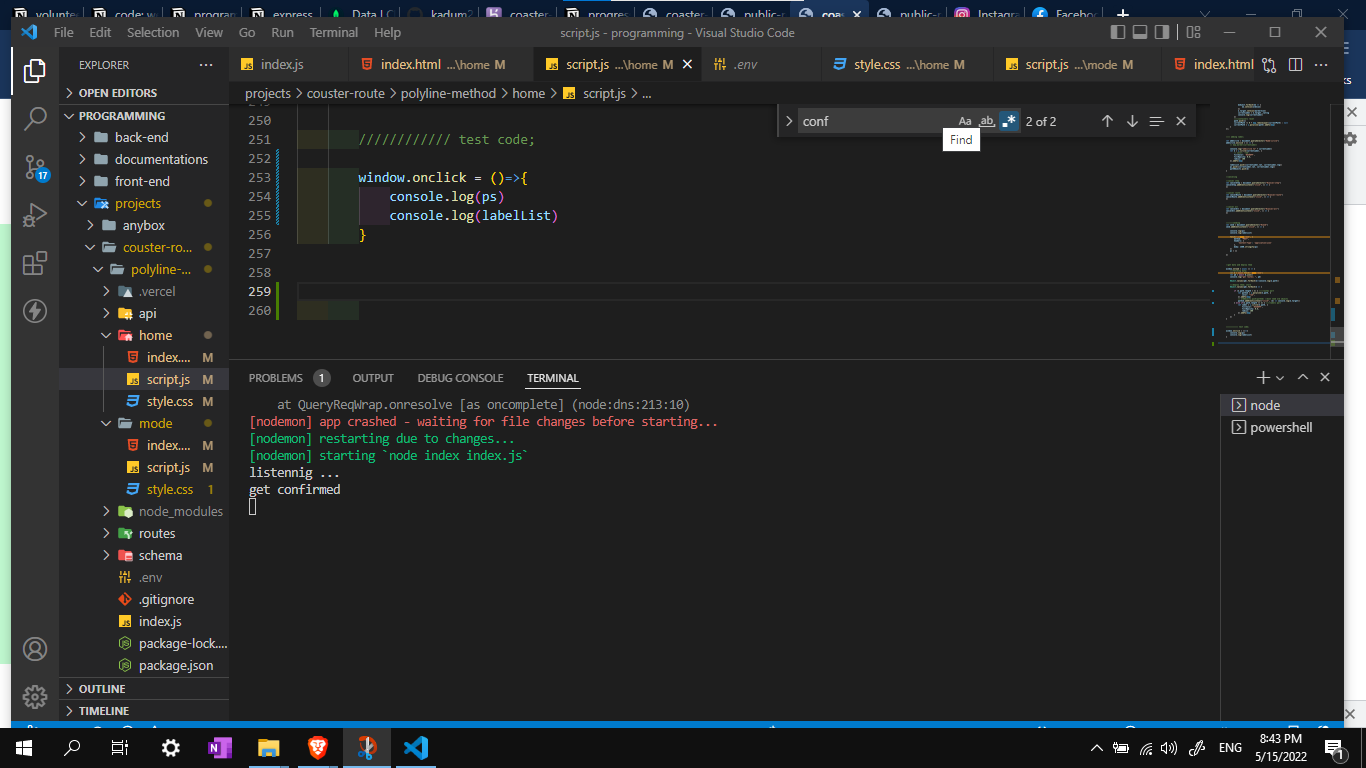 volunte
code: w
program
express
Data | C
kadum2
coaster
progres
coaster-
public-r
coas
public-r
Instagra
Facebo
File Edit Selection View Go Run Terminal Help
script.js - programming - Visual Studio Code
EXPLORER
index.js
index.html ...\home M
script.js ...\home M
.env
style.css ...\home M
script.js ...\mode M
index.html
OPEN EDITORS
projects > couster-route > polyline-method > home > script.js > ...
PROGRAMMING
back-end
documentations
front-end
projects
anybox
couster-ro...
polyline-...
.vercel
api
home
index.... M
script.js M
style.css M
mode
index.... M
script.js M
style.css 1
node_modules
routes
schema
.env
.gitignore
index.js
package-lock....
package.json
OUTLINE
TIMELINE
17
conf
Aa ab .* 2 of 2
Find
250
251 //////////// test code;
252
253 window.onclick = ()=>{
254 console.log(ps)
255 console.log(labelList)
256 }
257
258
259
260
PROBLEMS 1 OUTPUT DEBUG CONSOLE TERMINAL
at QueryReqWrap.onresolve [as oncomplete] (node:dns:213:10)
[nodemon] app crashed - waiting for file changes before starting...
[nodemon] restarting due to changes...
[nodemon] starting `node index index.js`
listennig ...
get confirmed
node
powershell
ENG
8:43 PM
5/15/2022
1